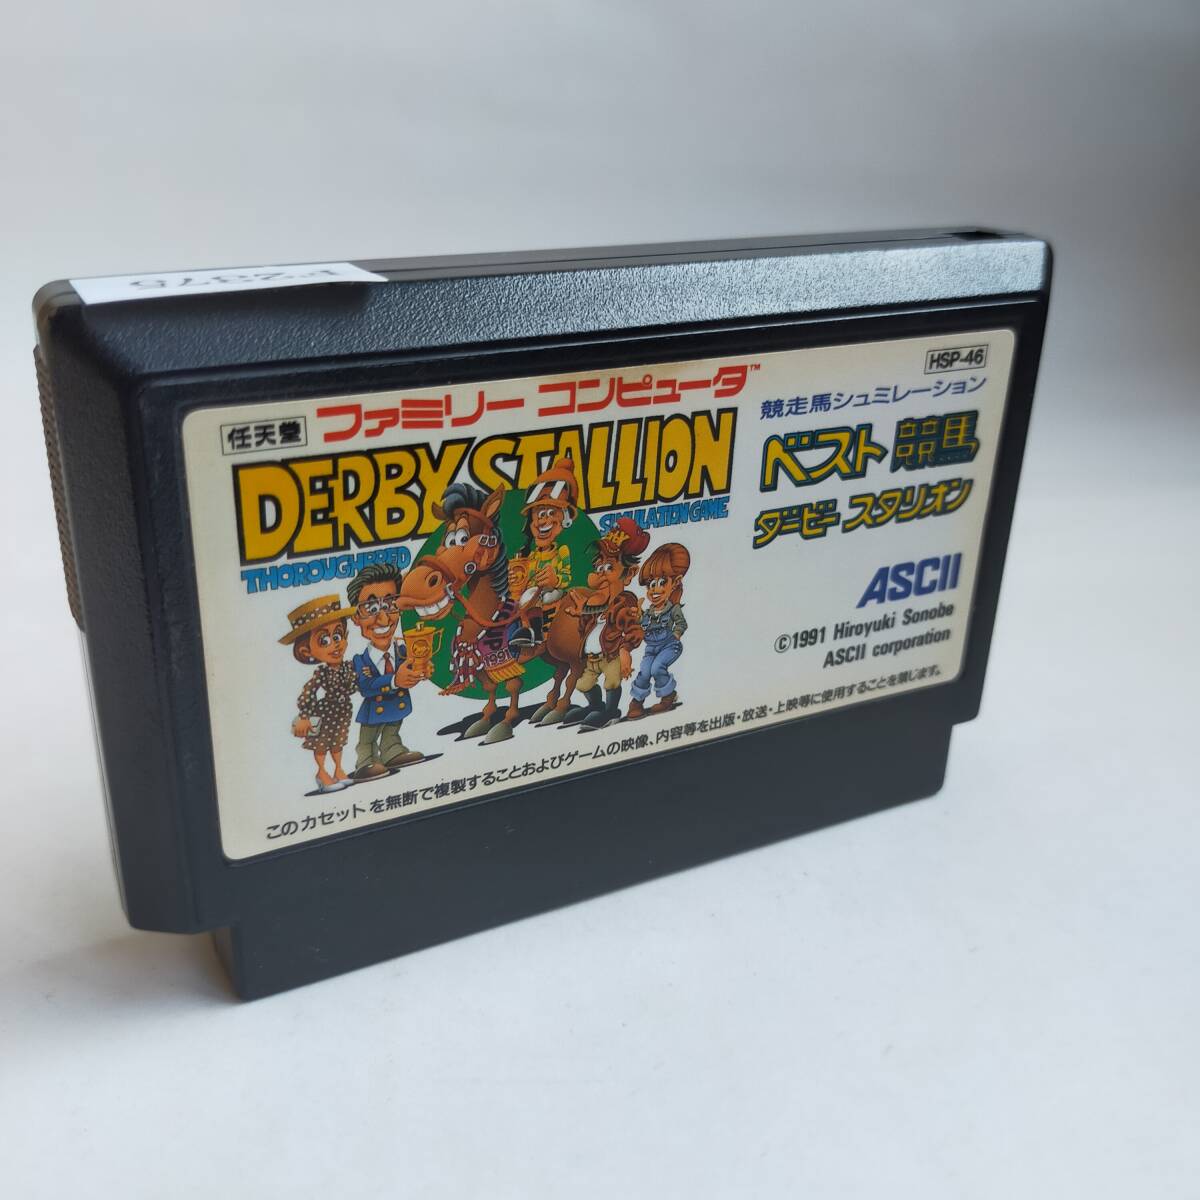 任天堂
ファミリー コンピュータ™
DERBY STALLION
THOROUGHBRED
SIMULATION GAME
1991
HSP-46
競走馬シュミレーション
ベスト 競馬
ダービー スタリオン
ASCII
©1991 Hiroyuki Sonobe
ASCII corporation
このカセットを無断で複製することおよびゲームの映像、内容等を出版・放送・上映等に使用することを禁じます。